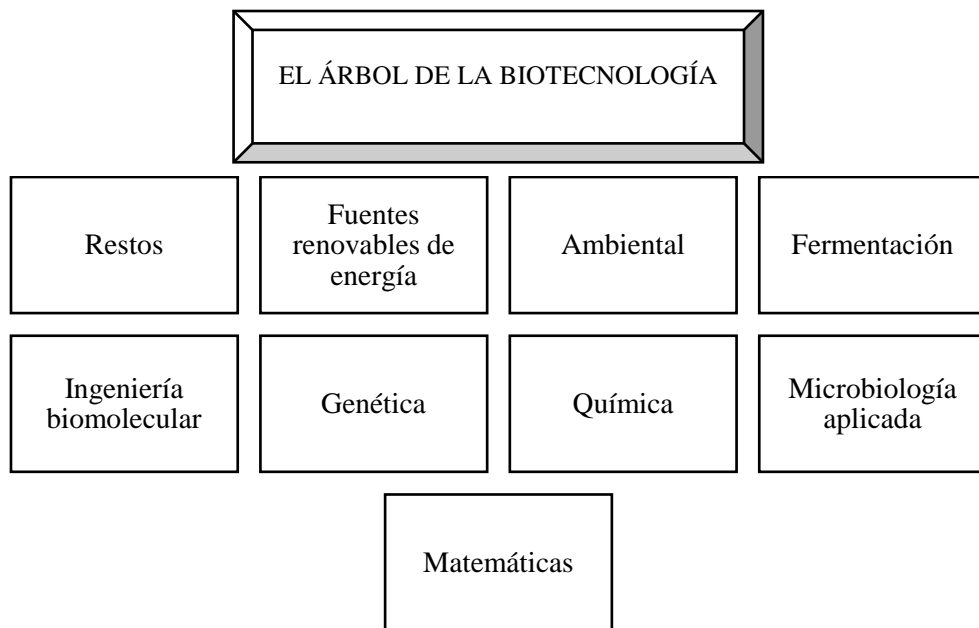 EL ÁRBOL DE LA BIOTECNOLOGÍA
Restos
Fuentes
renovables de
energía
Ambiental
Fermentación
Ingeniería
biomolecular
Genética
Química
Microbiología
aplicada
Matemáticas